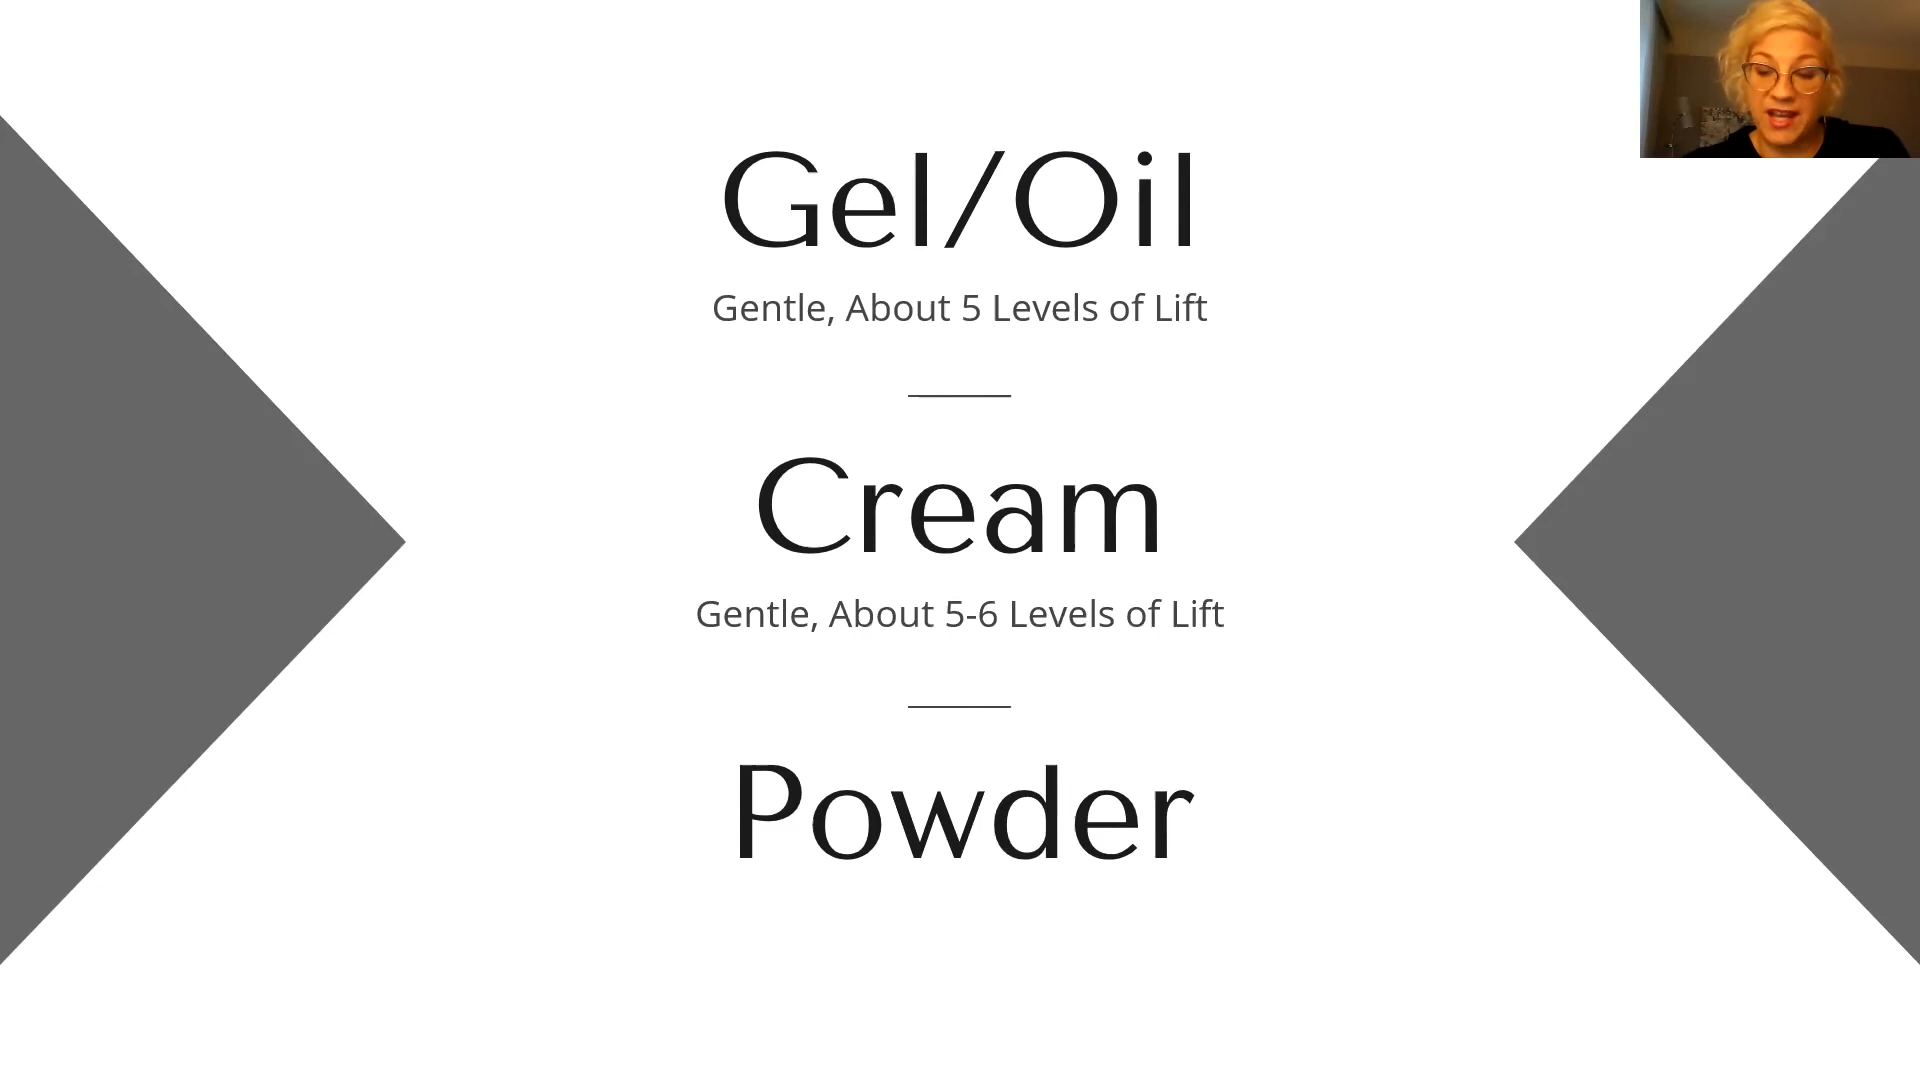 Gel/Oil
Gentle, About 5 Levels of Lift
Cream
Gentle, About 5-6 Levels of Lift
Powder